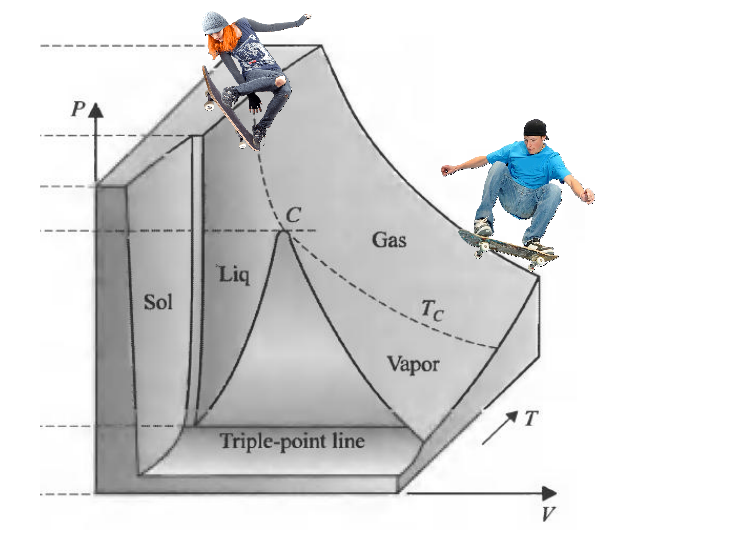 P
C
Gas
Liq
Sol
T_C
Vapor
Triple-point line
T
V